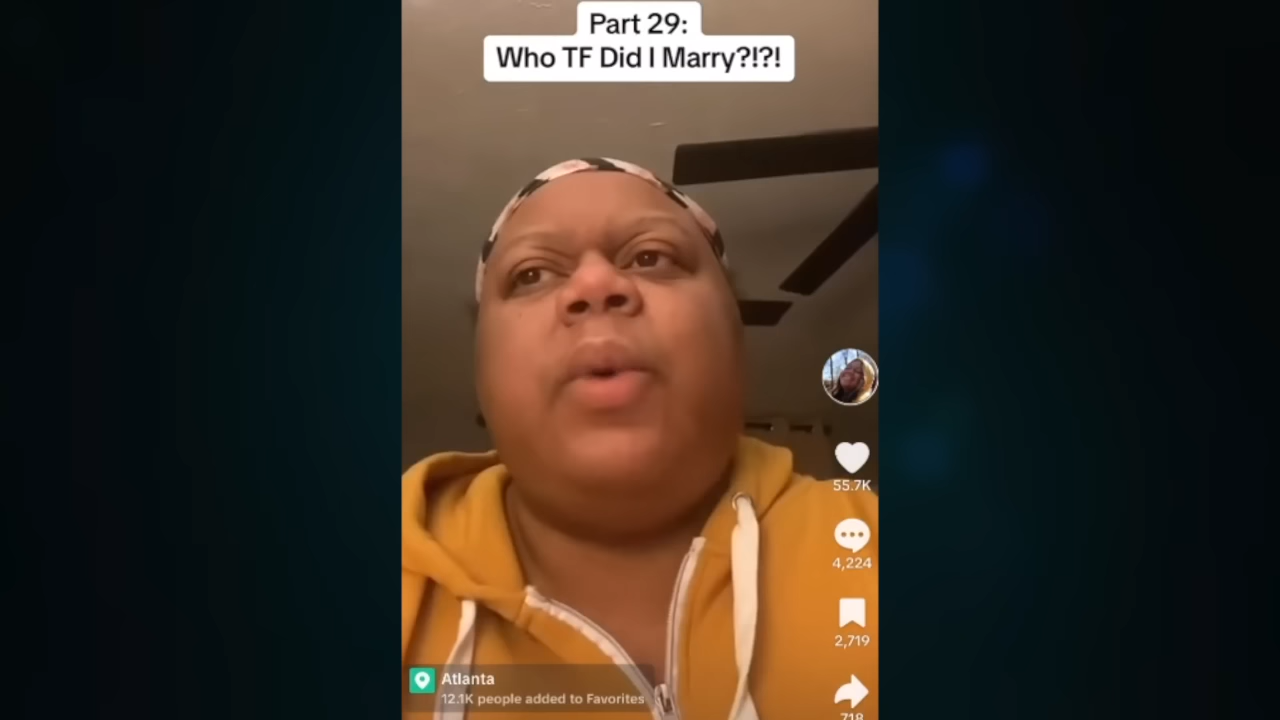 Part 29:
Who TF Did I Marry?!?!
55.7K
4,224
2,719
718
Atlanta
12.1K people added to Favorites